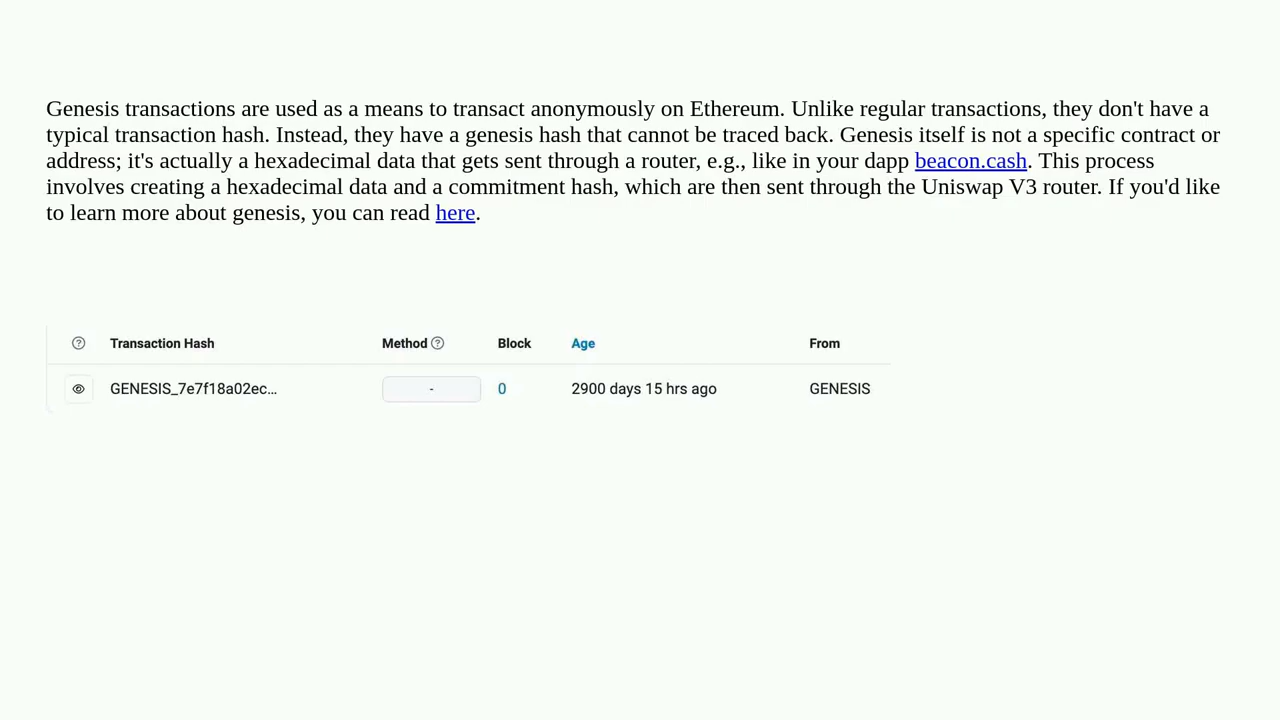 Genesis transactions are used as a means to transact anonymously on Ethereum. Unlike regular transactions, they don't have a
typical transaction hash. Instead, they have a genesis hash that cannot be traced back. Genesis itself is not a specific contract or
address; it's actually a hexadecimal data that gets sent through a router, e.g., like in your dapp beacon.cash. This process
involves creating a hexadecimal data and a commitment hash, which are then sent through the Uniswap V3 router. If you'd like
to learn more about genesis, you can read here.
Transaction Hash Method Block Age From
GENESIS_7e7f18a02ec... - 0 2900 days 15 hrs ago GENESIS